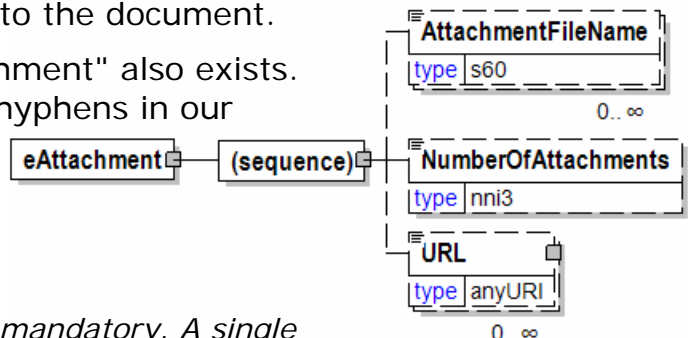 to the document.
nment" also exists.
hyphens in our
AttachmentFileName
type s60
0.. ∞
eAttachment
(sequence)
NumberOfAttachments
type nni3
URL
type anyURI
0.. ∞
mandatory. A single